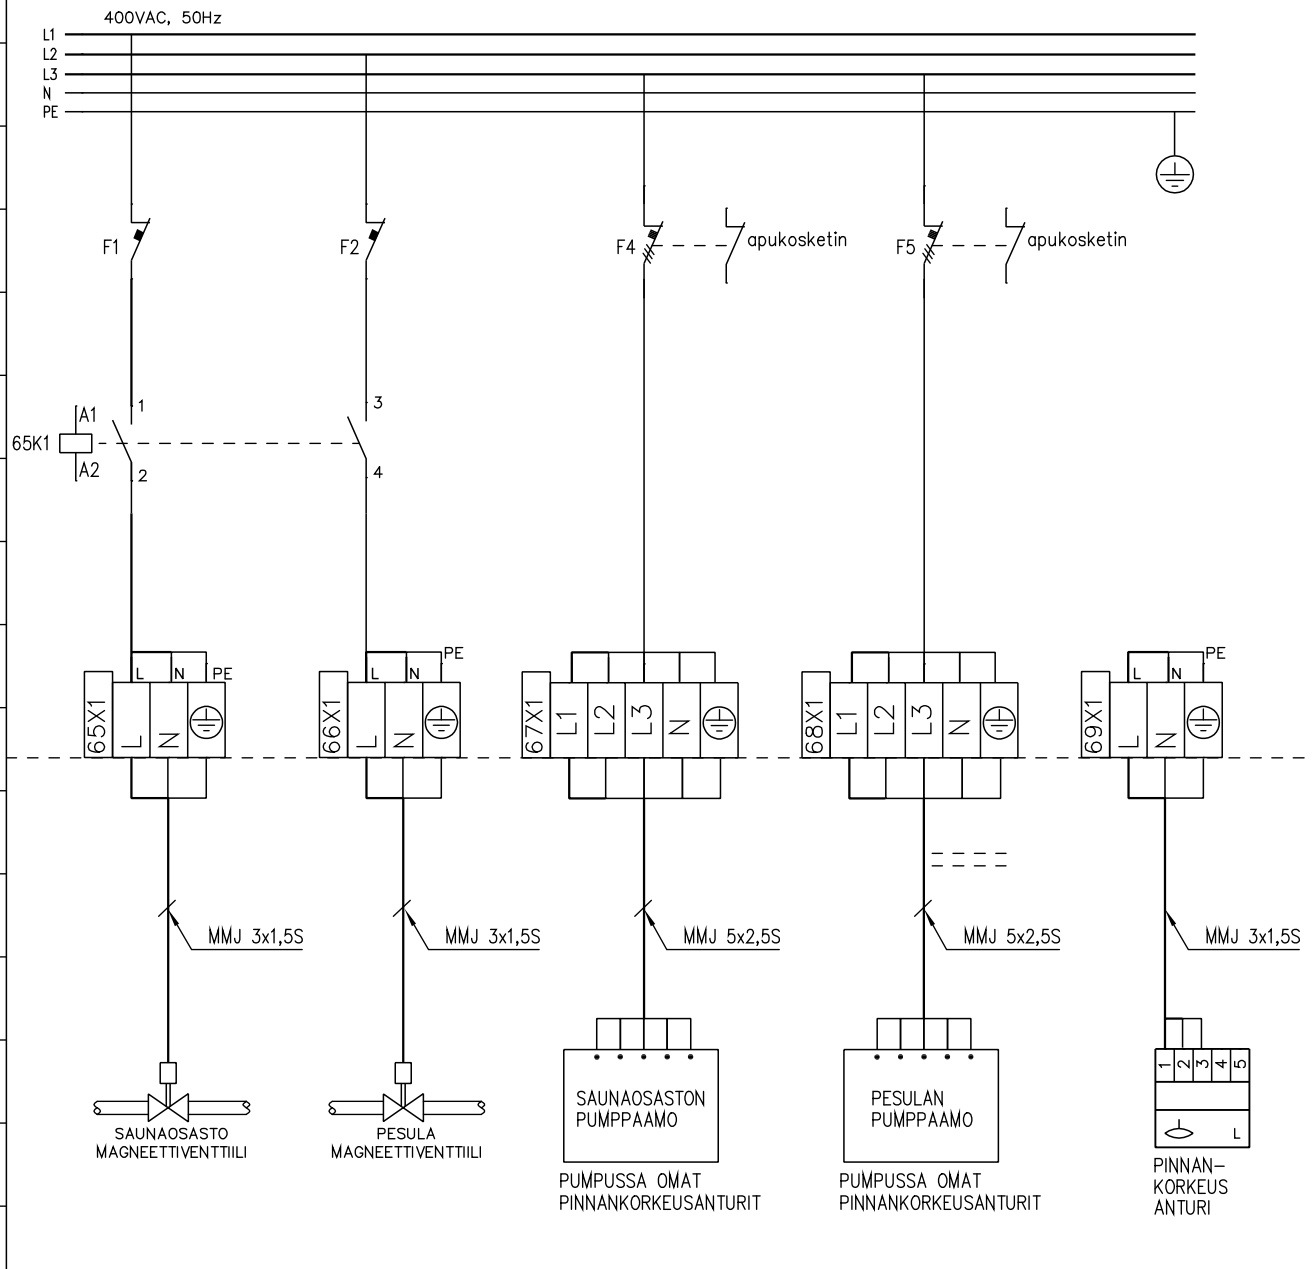 400VAC, 50Hz
L1
L2
L3
N
PE
F1
F2
F4
apukosketin
F5
apukosketin
65K1
A1
A2
1
2
3
4
L
N
PE
L
N
PE
L
N
PE
65X1
L
N
66X1
L
N
67X1
L1
L2
L3
N
68X1
L1
L2
L3
N
69X1
L
N
MMJ 3x1,5S
MMJ 3x1,5S
MMJ 5x2,5S
MMJ 5x2,5S
MMJ 3x1,5S
SAUNAOSASTO
MAGNEETTIVENTTIILI
PESULA
MAGNEETTIVENTTIILI
SAUNAOSASTON
PUMPPAAMO
PUMPUSSA OMAT
PINNANKORKEUSANTURIT
PESULAN
PUMPPAAMO
PUMPUSSA OMAT
PINNANKORKEUSANTURIT
1 2 3 4 5
L
PINNAN-
KORKEUS
ANTURI